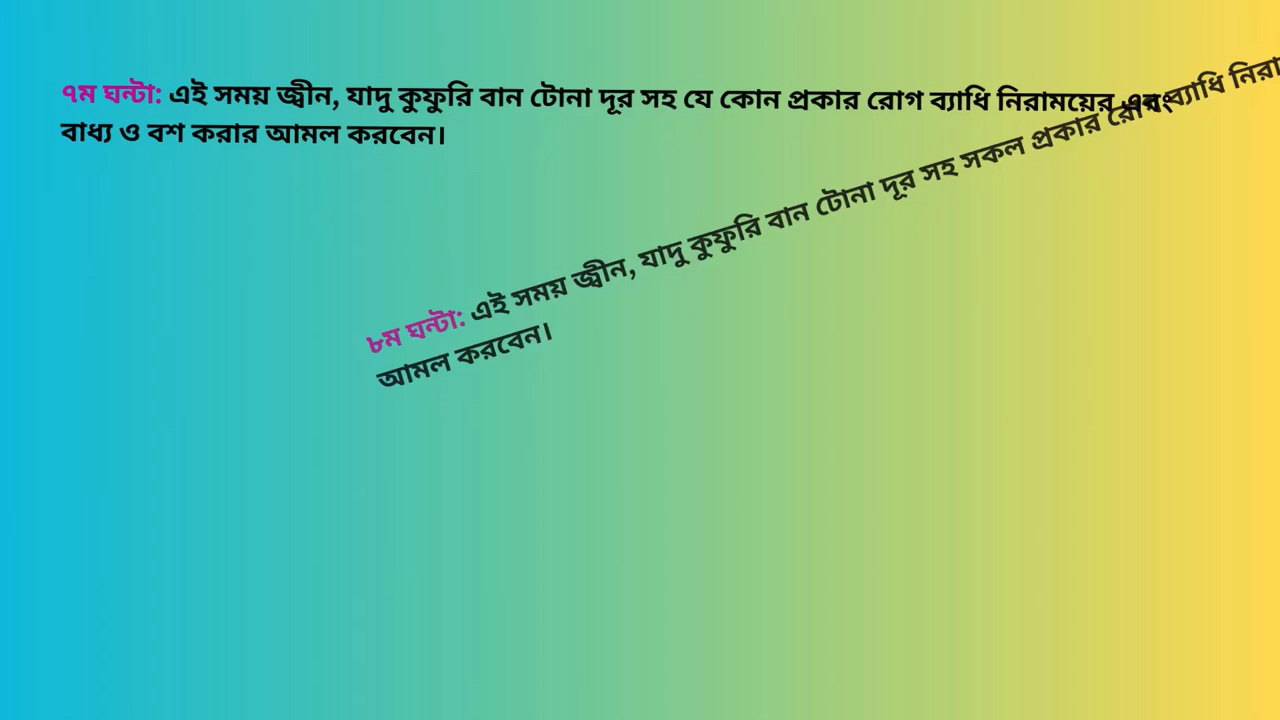 ৭ম ঘন্টা: এই সময় জ্বীন, যাদু কুফুরি বান টোনা দূর সহ যে কোন প্রকার রোগ ব্যাধি নিরাময়ের এবং
বাধ্য ও বশ করার আমল করবেন।
৮ম ঘন্টা: এই সময় জ্বীন, যাদু কুফুরি বান টোনা দূর সহ সকল প্রকার রোগ ব্যাধি
আমল করবেন।